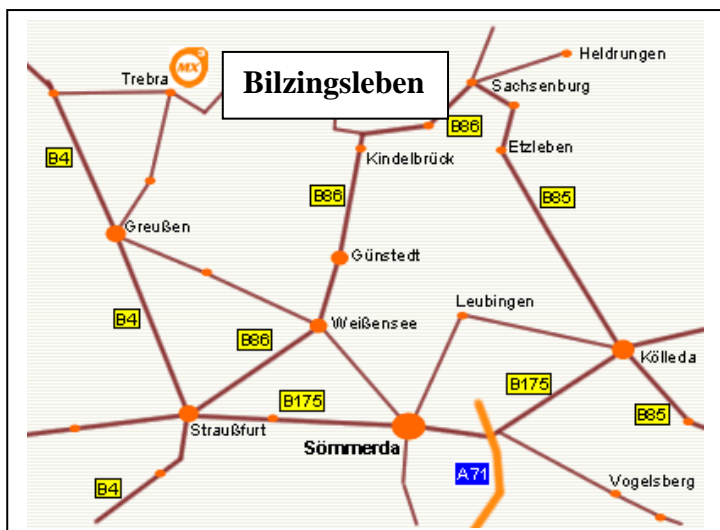 Heldrungen
Trebra
MX
Bilzingsleben
Sachsenburg
B86
Etzleben
B4
Kindelbrück
B86
B85
Greußen
Günstedt
Leubingen
B4
Weißensee
B86
Kölleda
B175
B175
B85
Straußfurt
Sömmerda
A71
B4
Vogelsberg